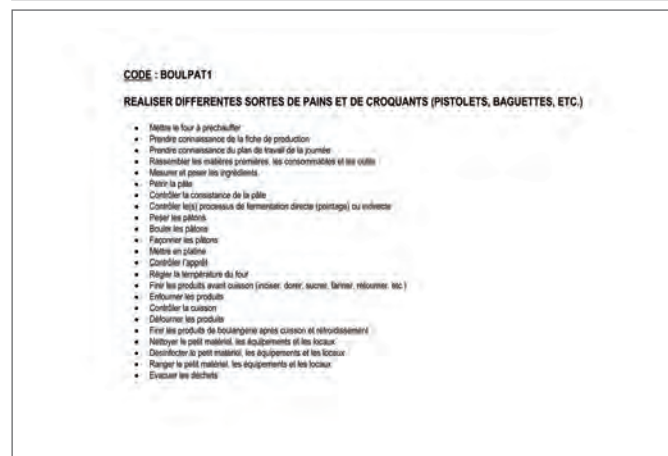 CODE : BOULPAT1
REALISER DIFFERENTES SORTES DE PAINS ET DE CROQUANTS (PISTOLETS, BAGUETTES, ETC.)
• Mettre le four à préchauffer
• Prendre connaissance de la fiche de production
• Prendre connaissance du plan de travail de la journée
• Rassembler les matières premières, les consommables et les outils
• Mesurer et peser les ingrédients
• Pétrir la pâte
• Contrôler la consistance de la pâte
• Contrôler le(s) processus de fermentation directe (pointage) ou indirecte
• Peser les pâtons
• Bouler les pâtons
• Façonner les pâtons
• Mettre en platine
• Contrôler l'apprêt
• Régler la température du four
• Finir les produits avant cuisson (inciser, dorer, sucrer, fariner, retourner, etc.)
• Enfourner les produits
• Contrôler la cuisson
• Défourner les produits
• Finir les produits de boulangerie après cuisson et refroidissement
• Nettoyer le petit matériel, les équipements et les locaux
• Désinfecter le petit matériel, les équipements et les locaux
• Ranger le petit matériel, les équipements et les locaux
• Evacuer les déchets